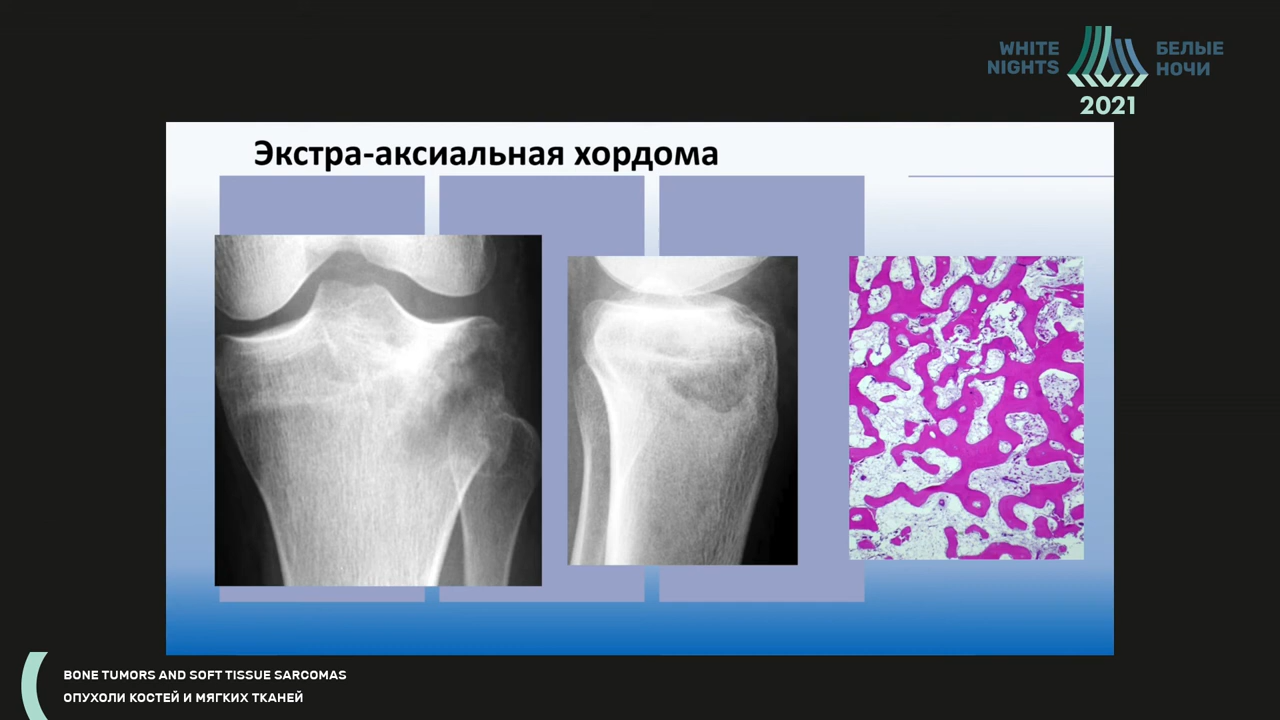 WHITE NIGHTS
БЕЛЫЕ НОЧИ
2021
Экстра-аксиальная хордома
BONE TUMORS AND SOFT TISSUE SARCOMAS
ОПУХОЛИ КОСТЕЙ И МЯГКИХ ТКАНЕЙ